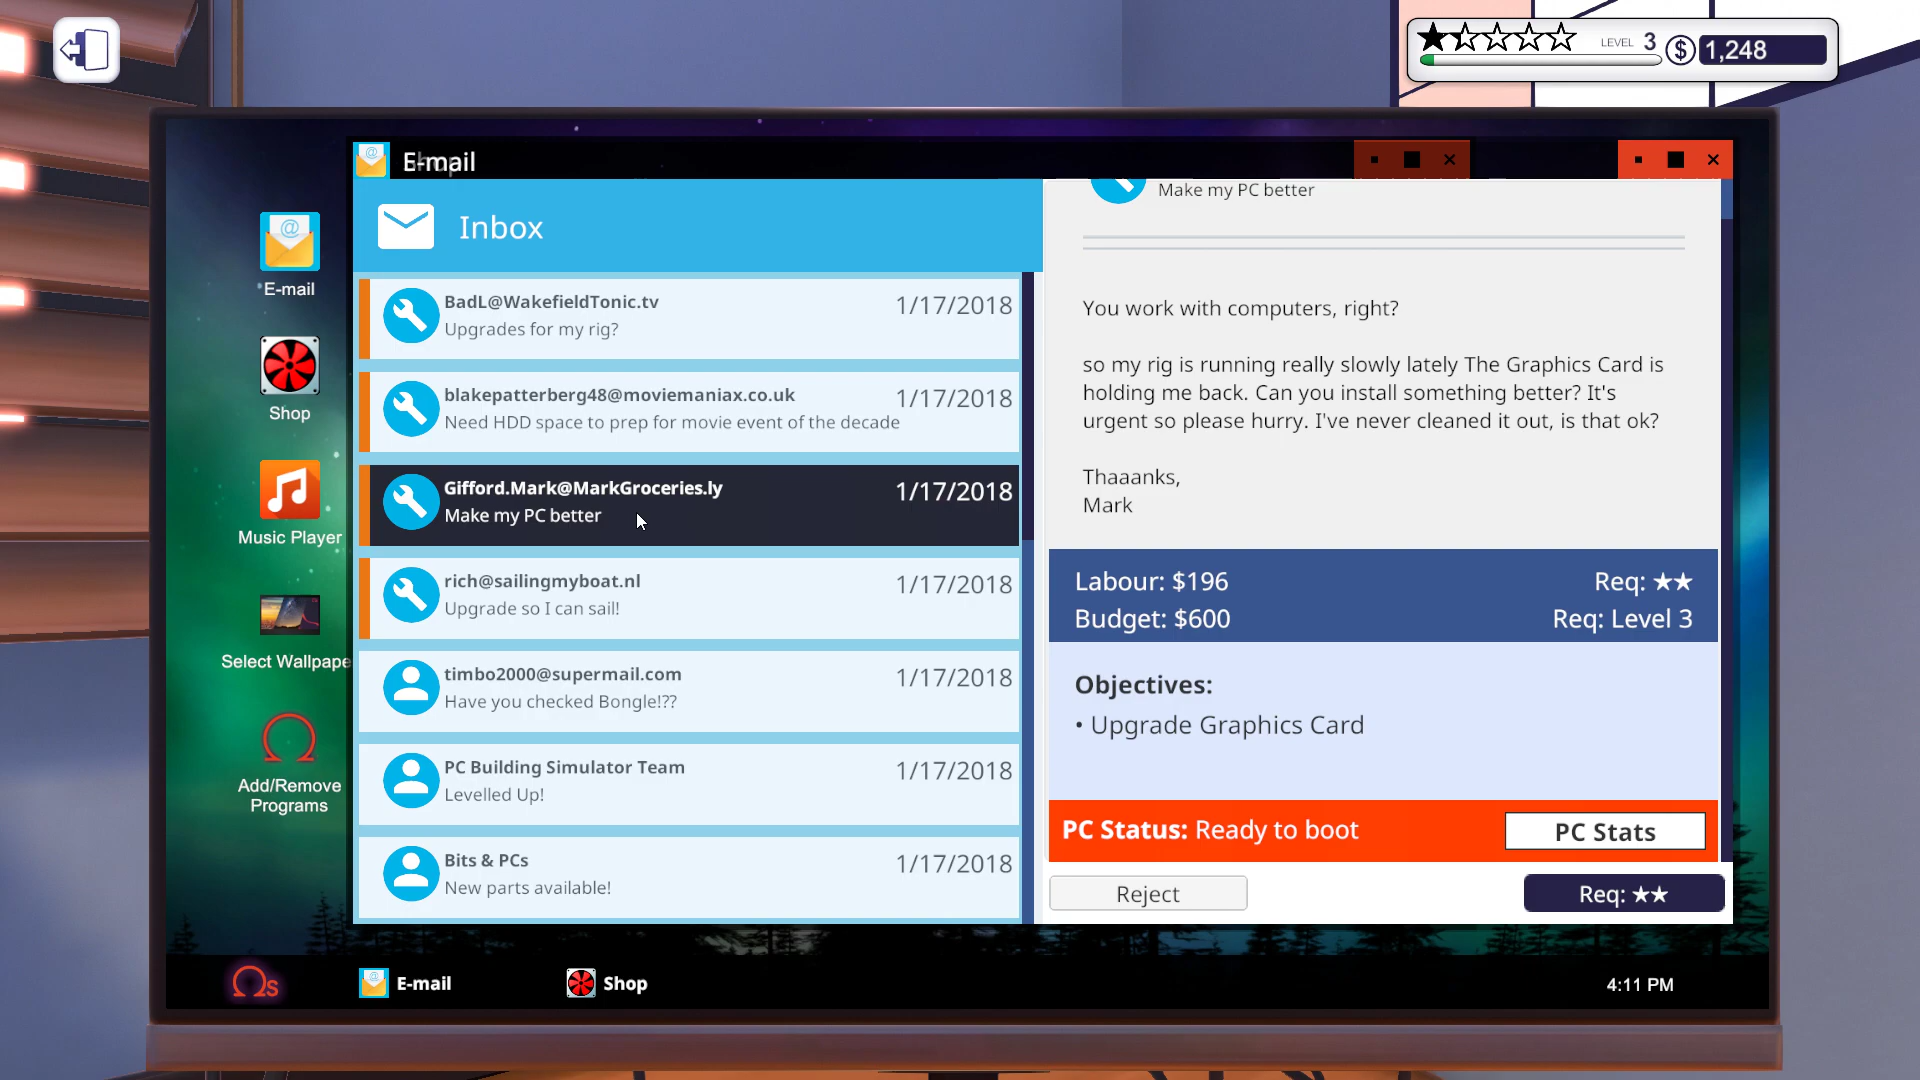 LEVEL 3
$ 1,248
E-mail
Inbox
BadL@WakefieldTonic.tv
1/17/2018
Upgrades for my rig?
blakepatterberg48@moviemaniax.co.uk
1/17/2018
Need HDD space to prep for movie event of the decade
Gifford.Mark@MarkGroceries.ly
1/17/2018
Make my PC better
rich@sailingmyboat.nl
1/17/2018
Upgrade so I can sail!
timbo2000@supermail.com
1/17/2018
Have you checked Bongle!??
PC Building Simulator Team
1/17/2018
Levelled Up!
Bits & PCs
1/17/2018
New parts available!
Make my PC better
You work with computers, right?
so my rig is running really slowly lately The Graphics Card is
holding me back. Can you install something better? It's
urgent so please hurry. I've never cleaned it out, is that ok?
Thaaanks,
Mark
Labour: $196
Req: ★★
Budget: $600
Req: Level 3
Objectives:
• Upgrade Graphics Card
PC Status: Ready to boot
PC Stats
Reject
Req: ★★
E-mail
Shop
Music Player
Select Wallpape
Add/Remove
Programs
Ωs
E-mail
Shop
4:11 PM